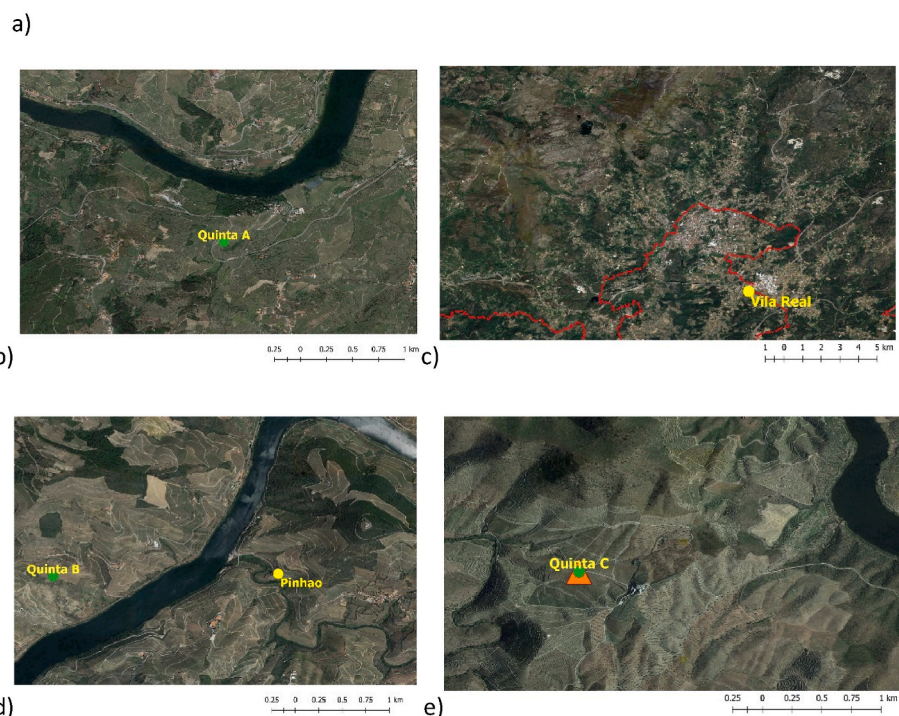 a)
Quinta A
Vila Real
0.25 0 0.25 0.5 0.75 1 km
1 0 1 2 3 4 5 km
b)
c)
Quinta B
Pinhao
Quinta C
0.25 0 0.25 0.5 0.75 1 km
0.25 0 0.25 0.5 0.75 1 km
d)
e)